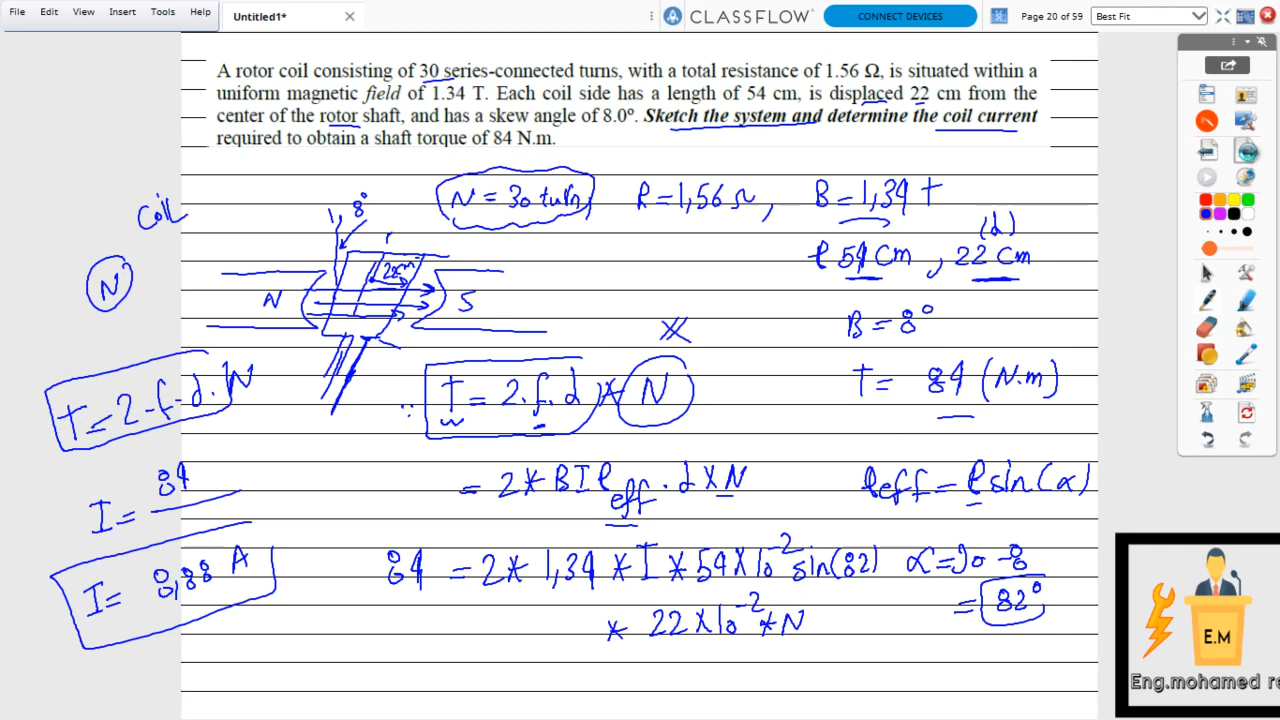 File Edit View Insert Tools Help
Untitled1*
CLASSFLOW
CONNECT DEVICES
Page 20 of 59
Best Fit
A rotor coil consisting of 30 series-connected turns, with a total resistance of 1.56 Ω, is situated within a
uniform magnetic field of 1.34 T. Each coil side has a length of 54 cm, is displaced 22 cm from the
center of the rotor shaft, and has a skew angle of 8.0°. Sketch the system and determine the coil current
required to obtain a shaft torque of 84 N.m.
N = 30 turn, R = 1,56 Ω, B = 1,34 t
(d)
ℓ 54 Cm, 22 Cm
B = 8°
T = 84 (N.m)
Coil
N
8°
22cm
N S
T = 2.f.d.N
∵ T = 2.f.d * N
= 2 * B I ℓeff . d * N
ℓeff = ℓ sin(α)
I = 84
84 = 2 * 1,34 * I * 54 * 10⁻² sin(82)
* 22 * 10⁻² * N
α = 90 - 8
= 82°
I = 8,88 A
E.M
Eng.mohamed re